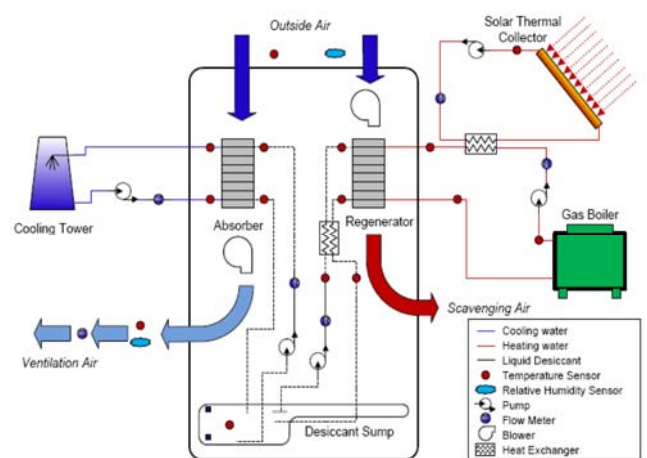 Outside Air
Solar Thermal
Collector
Cooling Tower
Absorber
Regenerator
Gas Boiler
Scavenging Air
Ventilation Air
Desiccant Sump
Cooling water
Heating water
Liquid Desiccant
Temperature Sensor
Relative Humidity Sensor
Pump
Flow Meter
Blower
Heat Exchanger